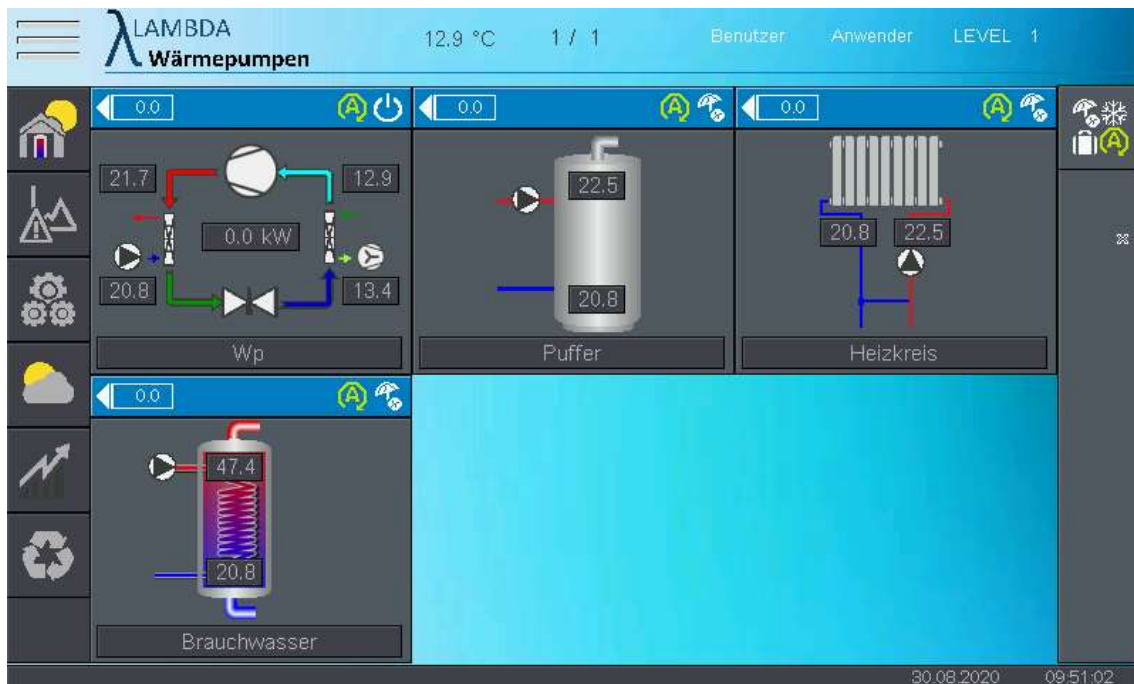 LAMBDA
Wärmepumpen
12.9 °C 1 / 1 Benutzer Anwender LEVEL 1
0.0 A
0.0 A
0.0 A
A
21.7 12.9
0.0 kW
20.8 13.4
Wp
22.5
20.8
Puffer
20.8 22.5
Heizkreis
0.0 A
47.4
20.8
Brauchwasser
30.08.2020 09:51:02